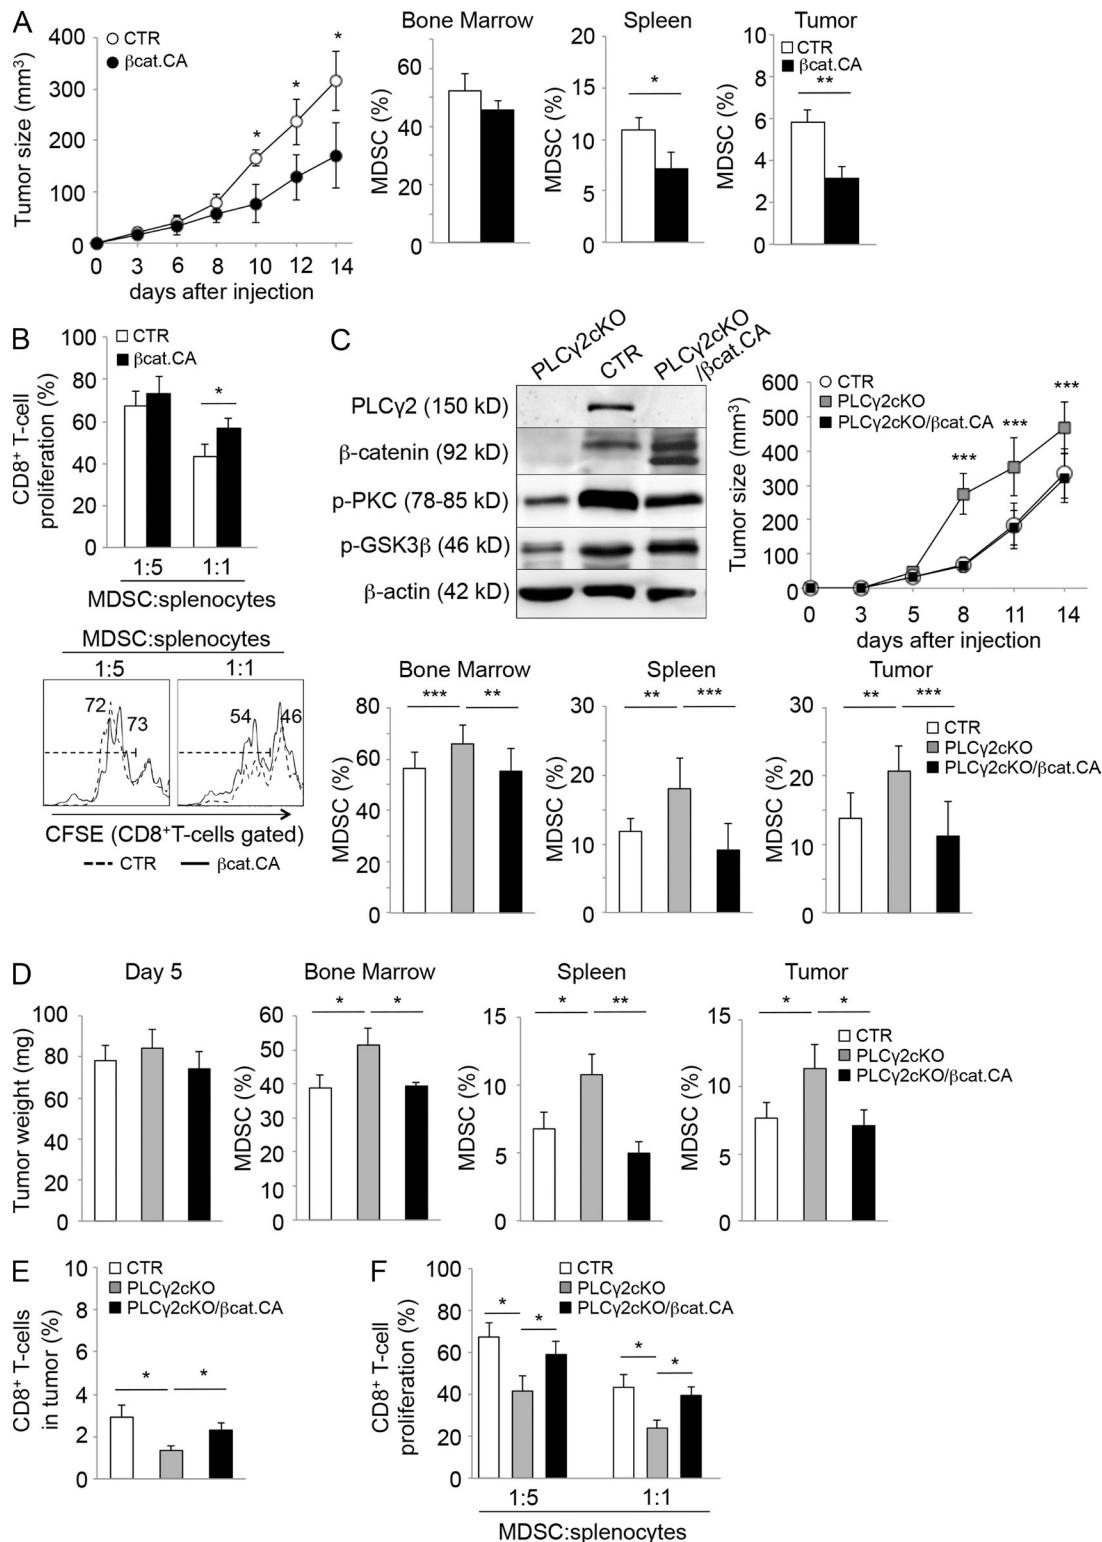 A
Tumor size (mm³)
400
300
200
100
0
CTR
βcat.CA
*
*
*
0 3 6 8 10 12 14
days after injection
Bone Marrow
MDSC (%)
60
40
20
0
Spleen
MDSC (%)
20
15
10
5
0
*
Tumor
MDSC (%)
10
8
6
4
2
0
CTR
βcat.CA
**
B
CD8⁺ T-cell
proliferation (%)
100
80
60
40
20
0
CTR
βcat.CA
*
1:5 1:1
MDSC:splenocytes
MDSC:splenocytes
1:5 1:1
72
73
54
46
CFSE (CD8⁺T-cells gated)
CTR βcat.CA
C
PLCγ2cKO
CTR
PLCγ2cKO
/βcat.CA
PLCγ2 (150 kD)
β-catenin (92 kD)
p-PKC (78-85 kD)
p-GSK3β (46 kD)
β-actin (42 kD)
Tumor size (mm³)
600
500
400
300
200
100
0
CTR
PLCγ2cKO
PLCγ2cKO/βcat.CA
***
***
***
0 3 5 8 11 14
days after injection
Bone Marrow
MDSC (%)
80
60
40
20
0
*** **
Spleen
MDSC (%)
30
20
10
0
** ***
Tumor
MDSC (%)
30
20
10
0
** ***
CTR
PLCγ2cKO
PLCγ2cKO/βcat.CA
D
Day 5
Tumor weight (mg)
100
80
60
40
20
0
Bone Marrow
MDSC (%)
60
50
40
30
20
10
0
* *
Spleen
MDSC (%)
15
10
5
0
* **
Tumor
MDSC (%)
15
10
5
0
* *
CTR
PLCγ2cKO
PLCγ2cKO/βcat.CA
E
CD8⁺ T-cells
in tumor (%)
10
8
6
4
2
0
CTR
PLCγ2cKO
PLCγ2cKO/βcat.CA
* *
F
CD8⁺ T-cell
proliferation (%)
100
80
60
40
20
0
CTR
PLCγ2cKO
PLCγ2cKO/βcat.CA
* *
* *
1:5 1:1
MDSC:splenocytes